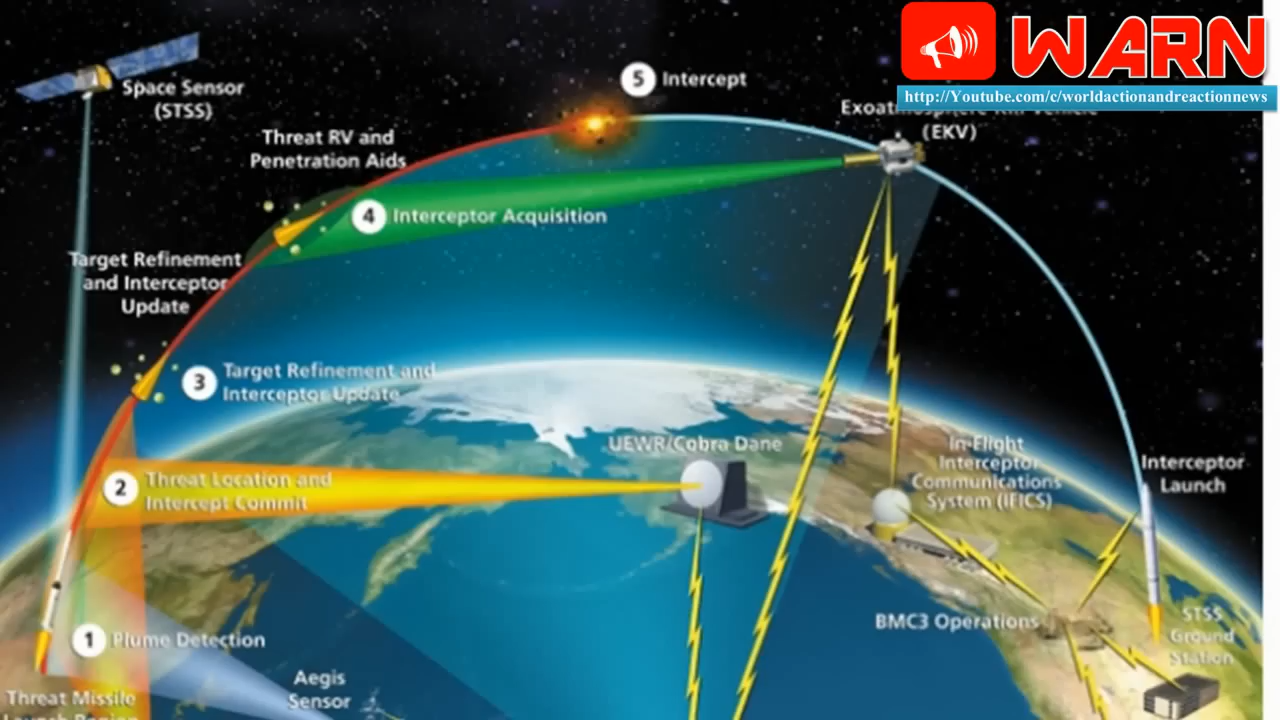 WARN
http://Youtube.com/c/worldactionandreactionnews
5 Intercept
Space Sensor
(STSS)
(EKV)
Threat RV and
Penetration Aids
4 Interceptor Acquisition
Target Refinement
and Interceptor
Update
3 Target Refinement and
Interceptor Update
UEWR/Cobra Dane
In-Flight
Interceptor
Communications
System (IFICS)
Interceptor
Launch
2 Threat Location and
Intercept Commit
BMC3 Operations
STSS
Ground
Station
1 Plume Detection
Aegis
Sensor
Threat Missile
Launch Region